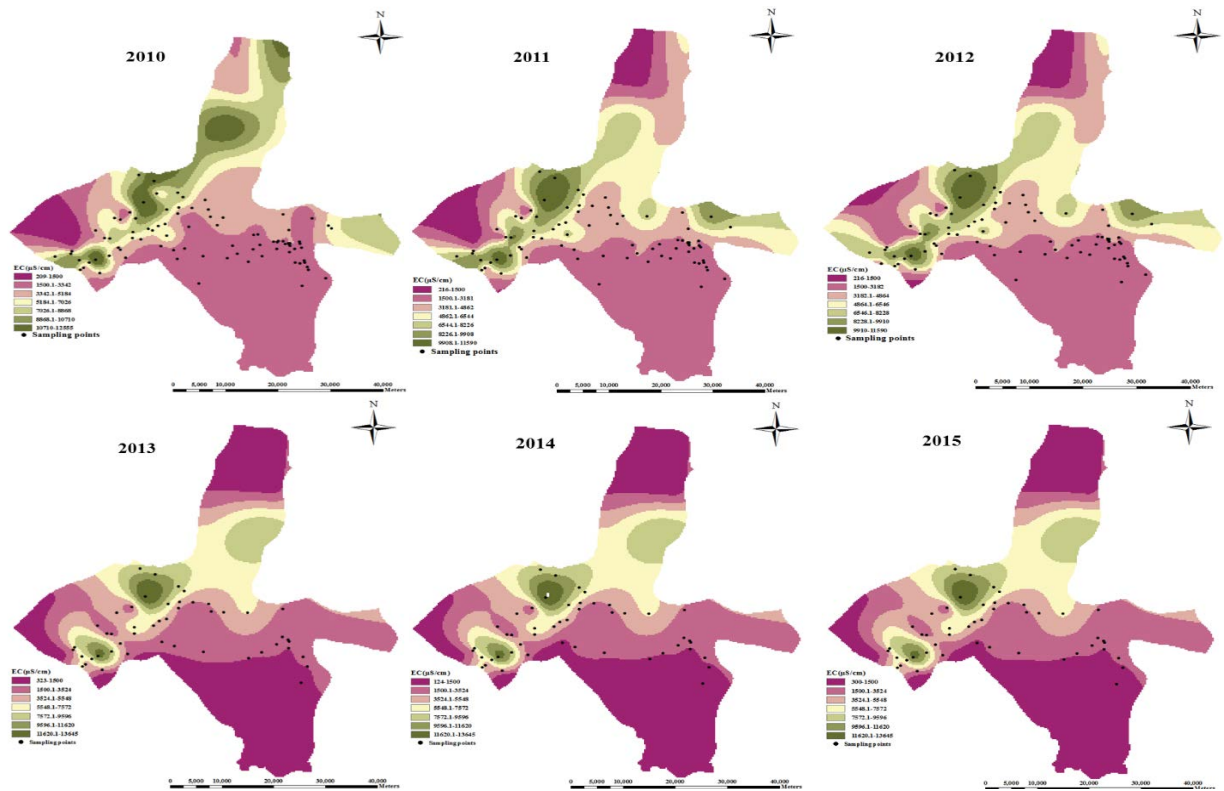 N
2010
EC(µS/cm)
209-1500
1500.1-3342
3342.1-5184
5184.1-7026
7026.1-8868
8868.1-10710
10710-12555
Sampling points
0 5,000 10,000 20,000 30,000 40,000
Meters
N
2011
EC(µS/cm)
216-1500
1500.1-3181
3181.1-4862
4862.1-6544
6544.1-8226
8226.1-9908
9908.1-11590
Sampling points
0 5,000 10,000 20,000 30,000 40,000
Meters
N
2012
EC(µS/cm)
216-1500
1500-3182
3182.1-4864
4864.1-6546
6546.1-8228
8228.1-9910
9910-11590
Sampling points
0 5,000 10,000 20,000 30,000 40,000
Meters
N
2013
EC(µS/cm)
323-1500
1500.1-3524
3524.1-5548
5548.1-7572
7572.1-9596
9596.1-11620
11620.1-13645
Sampling points
0 5,000 10,000 20,000 30,000 40,000
Meters
N
2014
EC(µS/cm)
124-1500
1500.1-3524
3524.1-5548
5548.1-7572
7572.1-9596
9596.1-11620
11620.1-13645
Sampling points
0 5,000 10,000 20,000 30,000 40,000
Meters
N
2015
EC(µS/cm)
300-1500
1500.1-3524
3524.1-5548
5548.1-7572
7572.1-9596
9596.1-11620
11620.1-13645
Sampling points
0 5,000 10,000 20,000 30,000 40,000
Meters